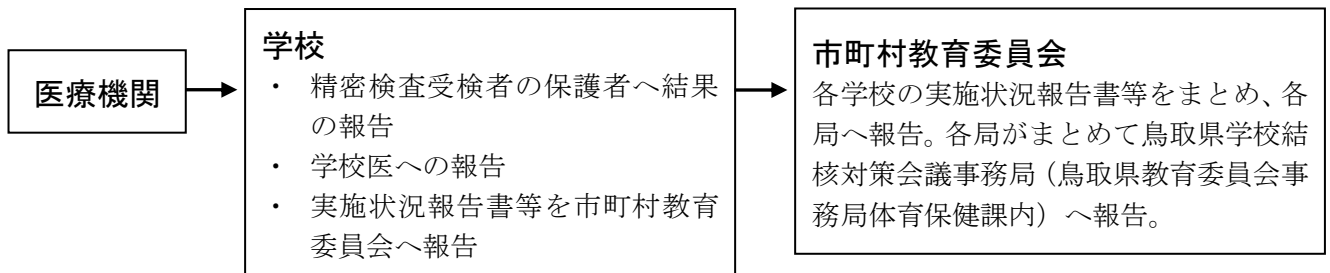 医療機関
学校
・ 精密検査受検者の保護者へ結果
の報告
・ 学校医への報告
・ 実施状況報告書等を市町村教育
委員会へ報告
市町村教育委員会
各学校の実施状況報告書等をまとめ、各
局へ報告。各局がまとめて鳥取県学校結
核対策会議事務局（鳥取県教育委員会事
務局体育保健課内）へ報告。